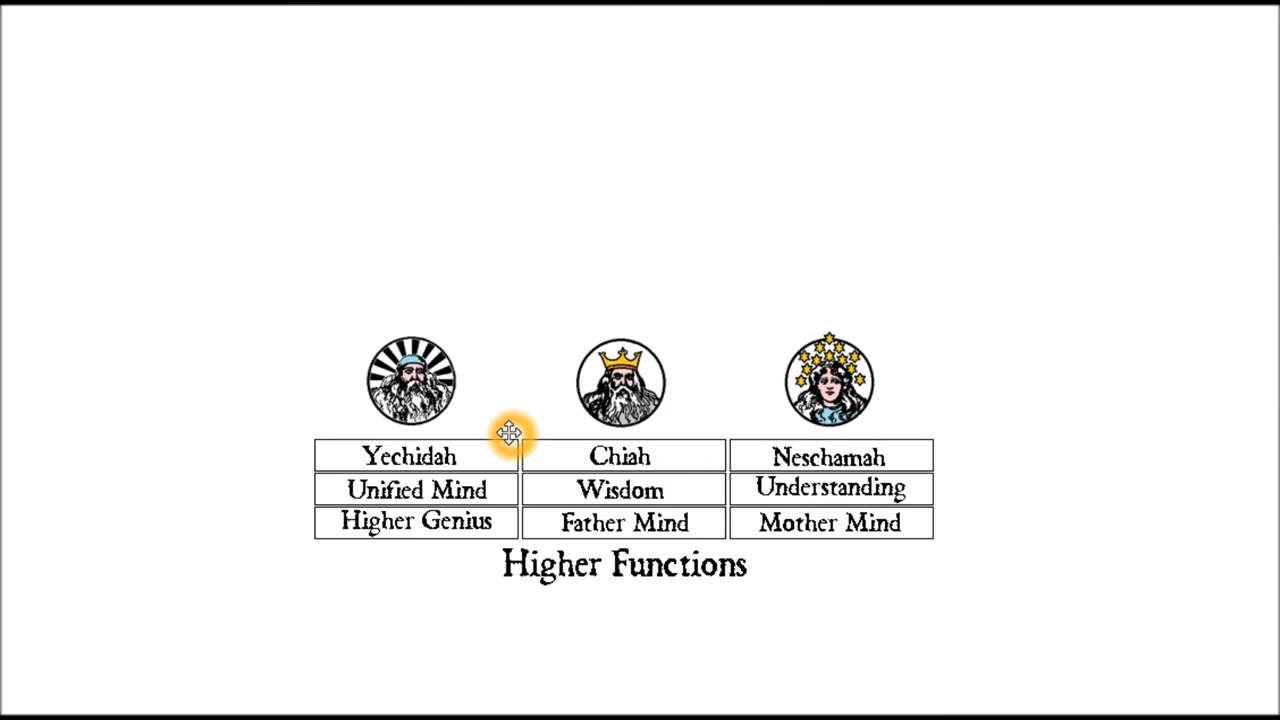 Yechidah Chiah Neschamah
Unified Mind Wisdom Understanding
Higher Genius Father Mind Mother Mind
Higher Functions